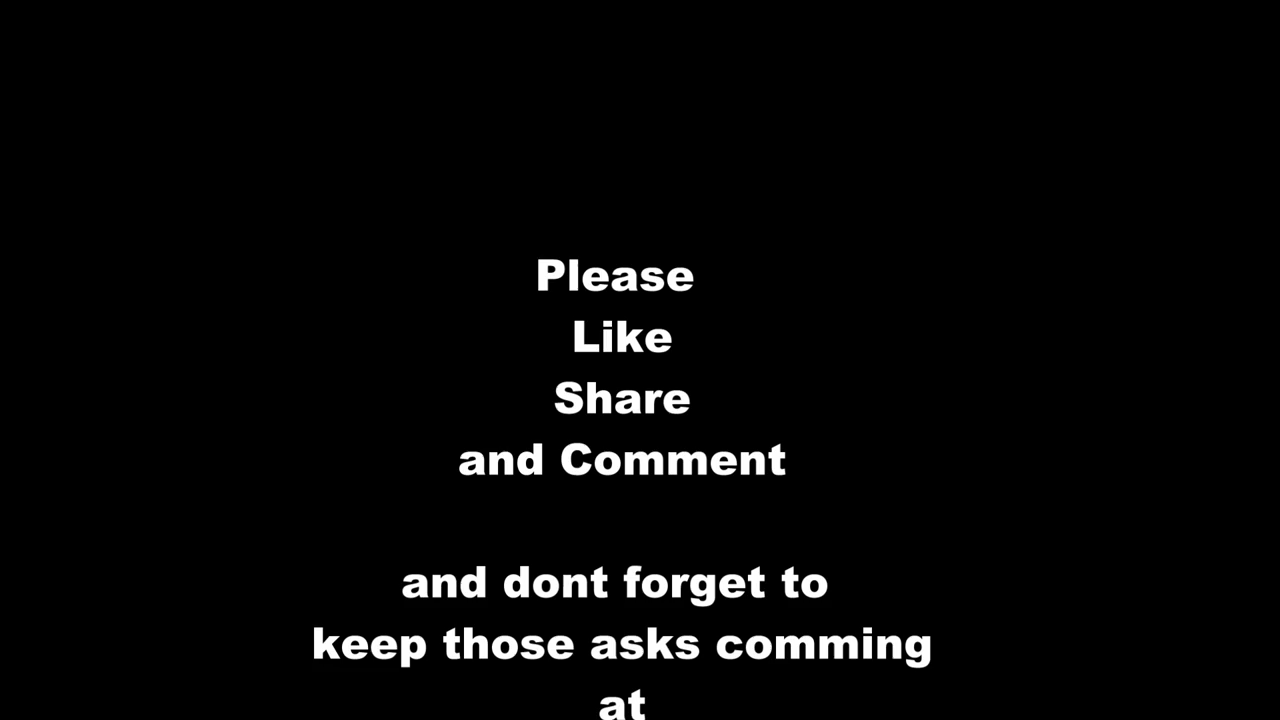 Please
Like
Share
and Comment
and dont forget to
keep those asks comming
at